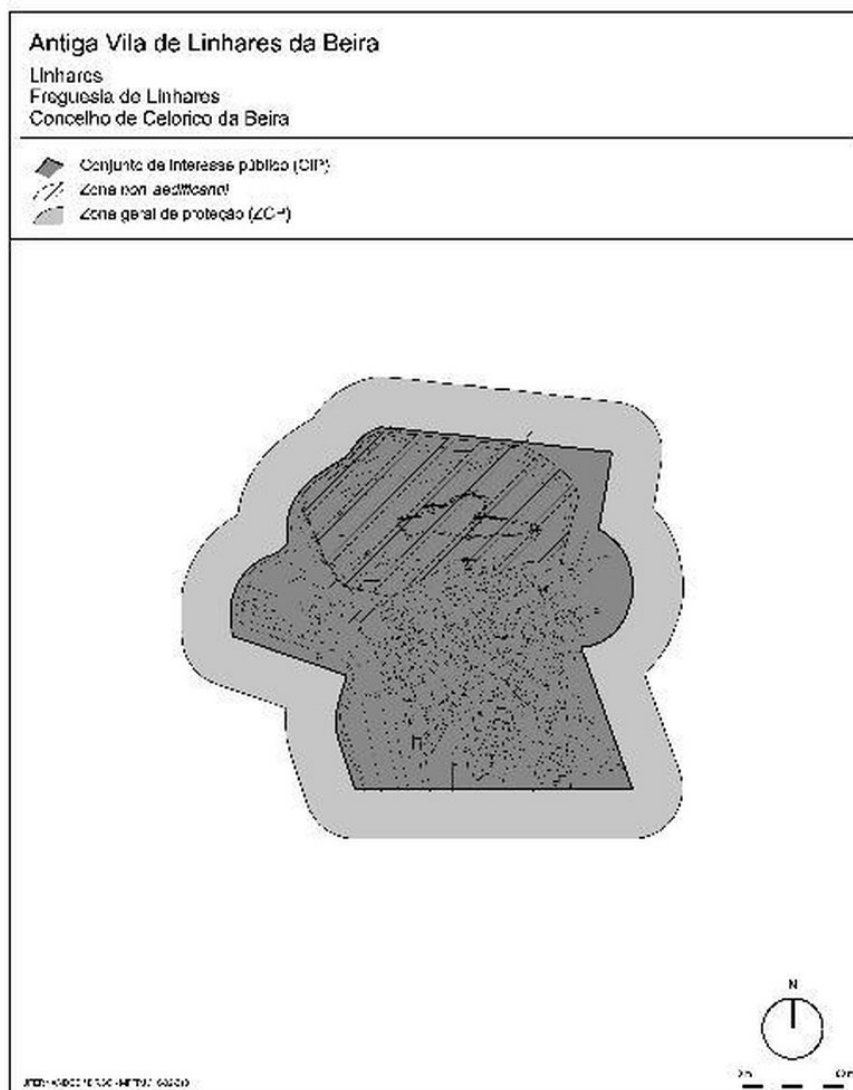 Antiga Vila de Linhares da Beira
Linhares
Freguesia de Linhares
Concelho de Celorico da Beira
Conjunto de interesse público (CIP)
Zona non aedificandi
Zona geral de proteção (ZGP)
N